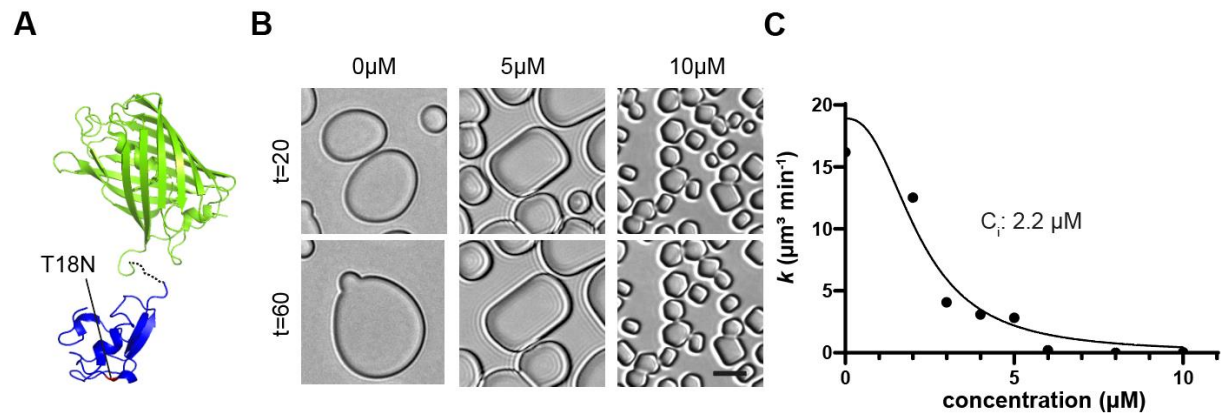 A
B
C
T18N
0µM
5µM
10µM
t=20
t=60
20
15
10
5
0
k (µm³ min⁻¹)
Cᵢ: 2.2 µM
0
5
10
concentration (µM)